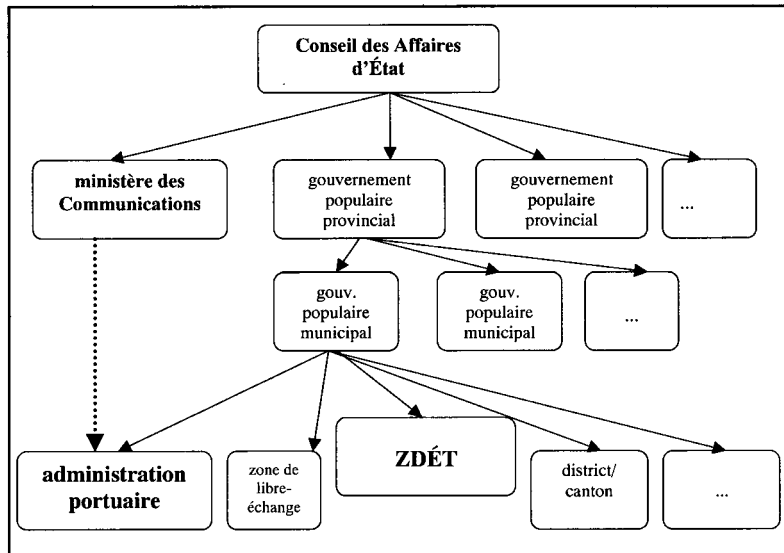 Conseil des Affaires
d'État
ministère des
Communications
gouvernement
populaire
provincial
gouvernement
populaire
provincial
...
gouv.
populaire
municipal
gouv.
populaire
municipal
...
administration
portuaire
zone de
libre-
échange
ZDÉT
district/
canton
...